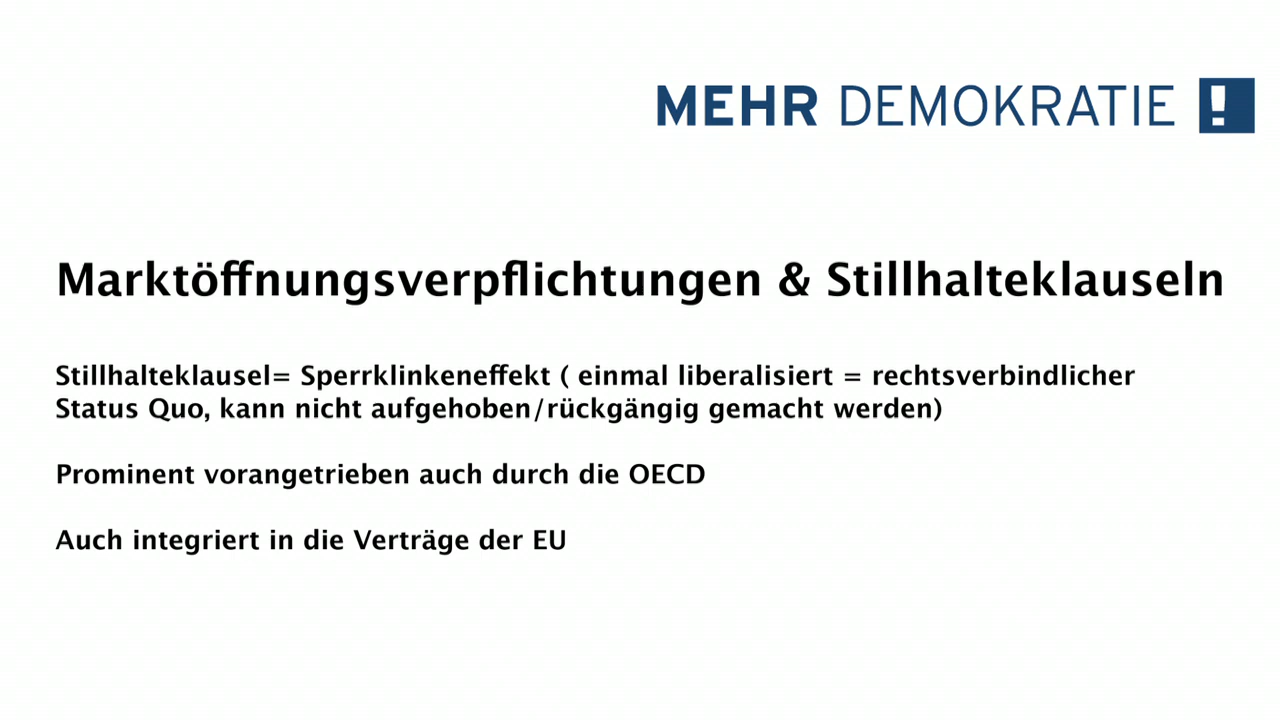 MEHR DEMOKRATIE !
Marktöffnungsverpflichtungen & Stillhalteklauseln
Stillhalteklausel= Sperrklinkeneffekt ( einmal liberalisiert = rechtsverbindlicher
Status Quo, kann nicht aufgehoben/rückgängig gemacht werden)
Prominent vorangetrieben auch durch die OECD
Auch integriert in die Verträge der EU